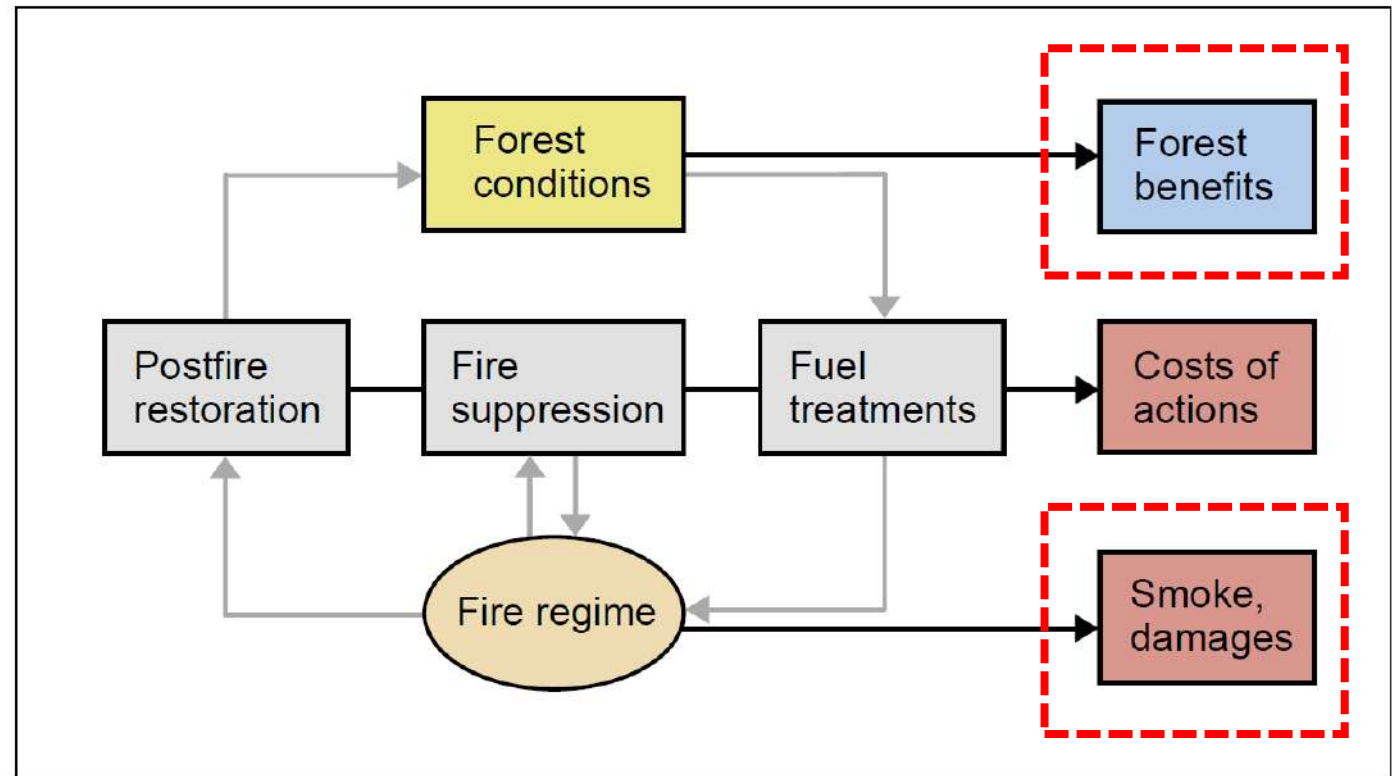 Forest
conditions
Forest
benefits
Postfire
restoration
Fire
suppression
Fuel
treatments
Costs of
actions
Fire regime
Smoke,
damages